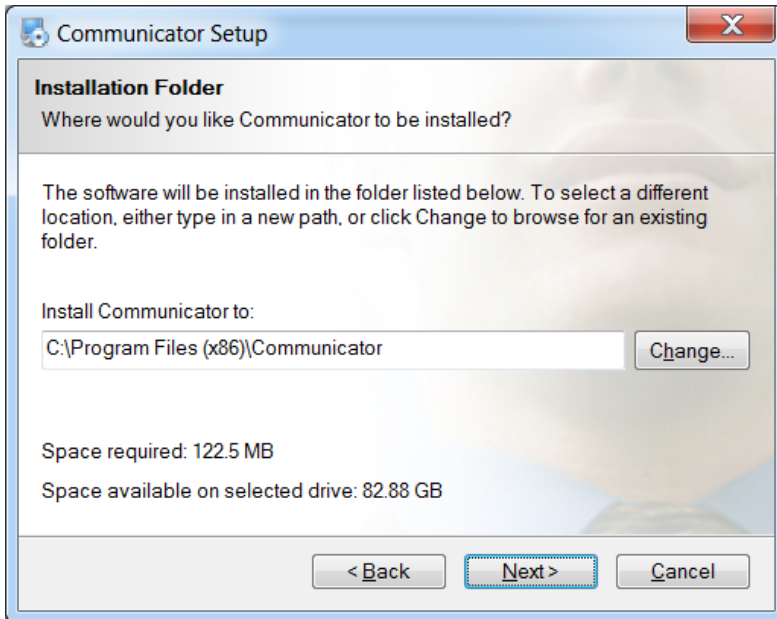 Communicator Setup
X
Installation Folder
Where would you like Communicator to be installed?
The software will be installed in the folder listed below. To select a different
location, either type in a new path, or click Change to browse for an existing
folder.
Install Communicator to:
C:\Program Files (x86)\Communicator
Change...
Space required: 122.5 MB
Space available on selected drive: 82.88 GB
< Back
Next >
Cancel